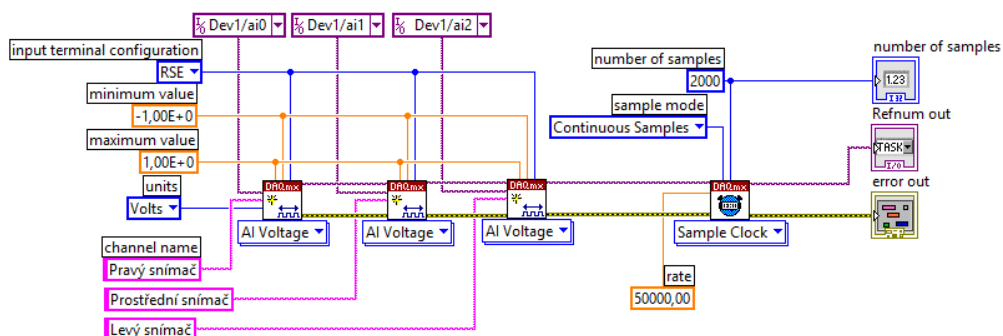 Dev1/ai0
Dev1/ai1
Dev1/ai2
input terminal configuration
RSE
minimum value
-1,00E+0
maximum value
1,00E+0
units
Volts
DAQmx
AI Voltage
DAQmx
AI Voltage
DAQmx
AI Voltage
channel name
Pravý snímač
Prostřední snímač
Levý snímač
number of samples
2000
sample mode
Continuous Samples
DAQmx
Sample Clock
rate
50000,00
number of samples
1.23
I32
Refnum out
TASK
I/O
error out